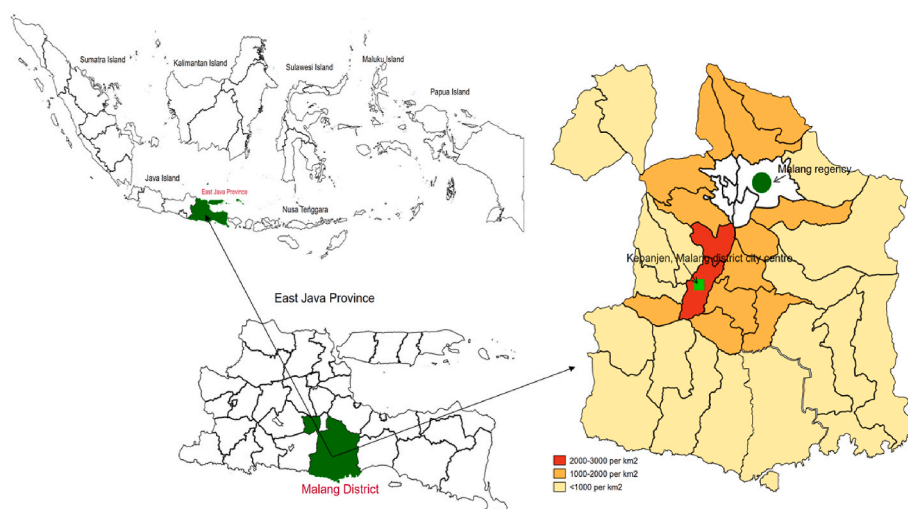 Sumatra Island
Kalimantan Island
Sulawesi Island
Maluku Island
Papua Island
Java Island
East Java Province
Nusa Tenggara
East Java Province
Malang District
Malang regency
Kepanjen, Malang district city centre
2000-3000 per km2
1000-2000 per km2
<1000 per km2